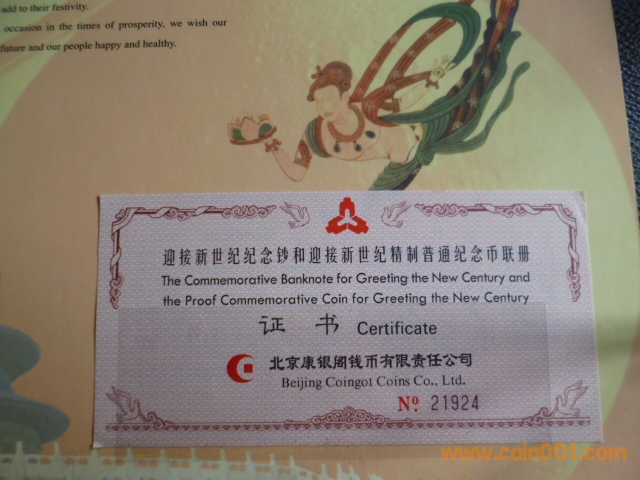 add to their festivity.
occasion in the times of prosperity, we wish our
future and our people happy and healthy.
迎接新世纪纪念钞和迎接新世纪精制普通纪念币联册
The Commemorative Banknote for Greeting the New Century and
the Proof Commemorative Coin for Greeting the New Century
证 书 Certificate
北京康银阁钱币有限责任公司
Beijing Coingot Coins Co., Ltd.
Nº 21924
www.coin001.com